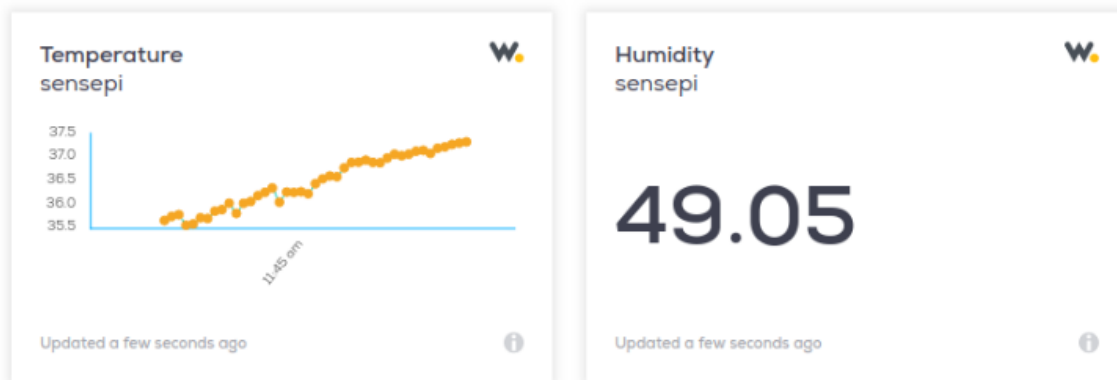 Temperature
sensepi
W.
37.5
37.0
36.5
36.0
35.5
11:45 am
Updated a few seconds ago
Humidity
sensepi
W.
49.05
Updated a few seconds ago